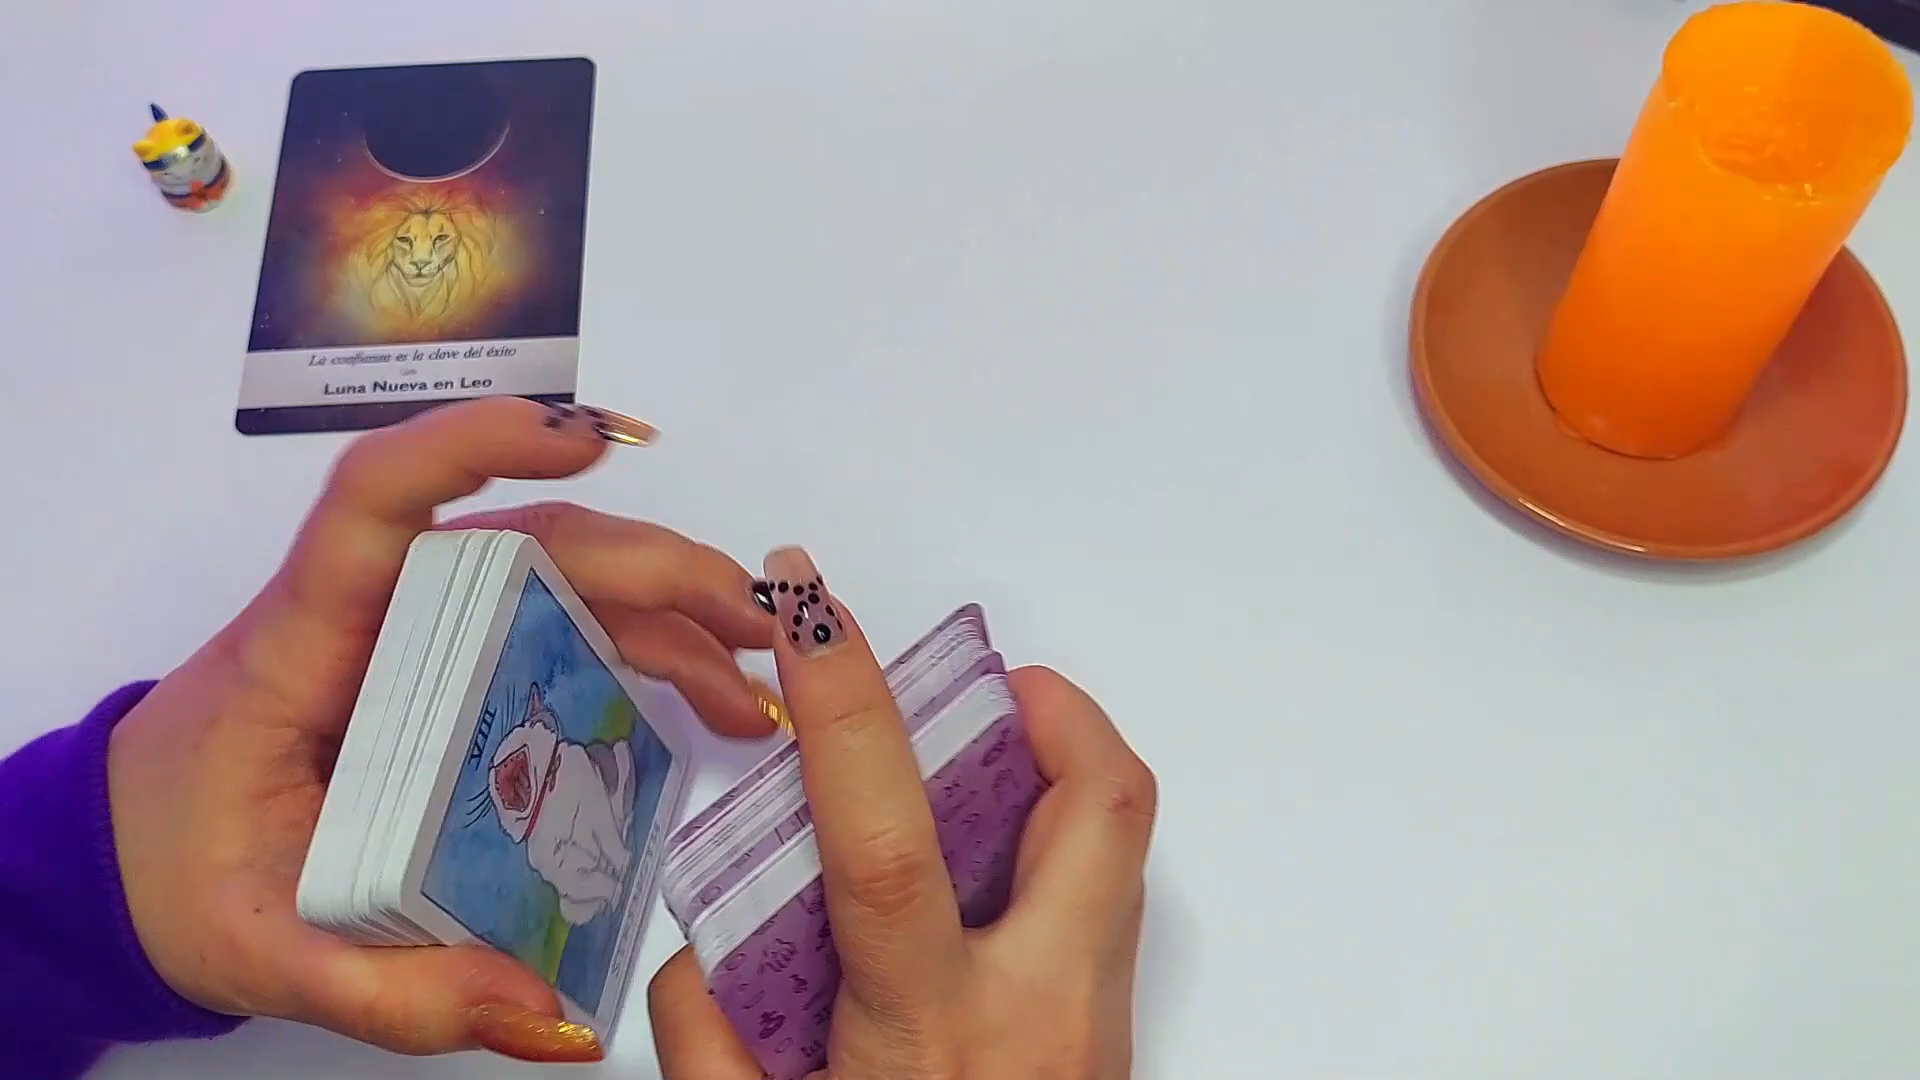 La confianza es la clave del éxito
Luna Nueva en Leo
VIII